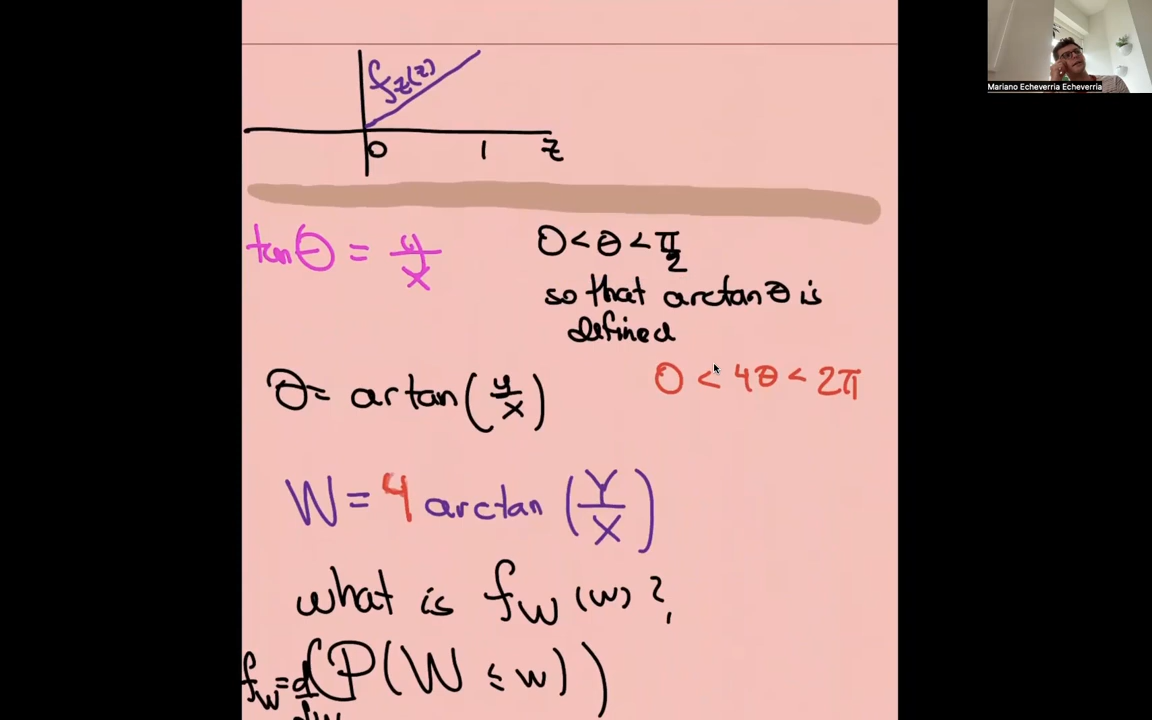 f_Z(z)
0 1 z
tanθ = y/x
0 < θ < π/2
so that arctan θ is
defined
0 < 4θ < 2π
θ = artan(y/x)
W = 4 arctan (Y/X)
what is f_W (w) ?
f_W = d/dw (P(W ≤ w))
Mariano Echeverria Echeverria